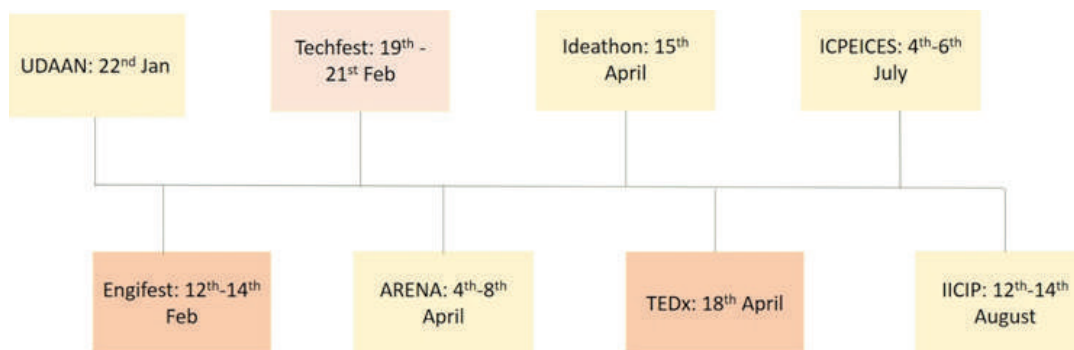 UDAAN: 22nd Jan
Techfest: 19th -
21st Feb
Ideathon: 15th
April
ICPEICES: 4th-6th
July
Engifest: 12th-14th
Feb
ARENA: 4th-8th
April
TEDx: 18th April
IICIP: 12th-14th
August